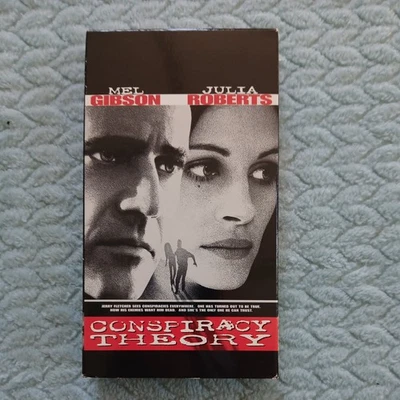 MEL JULIA
GIBSON ROBERTS
JERRY FLETCHER SEES CONSPIRACIES EVERYWHERE. ONE HAS TURNED OUT TO BE TRUE.
NOW HIS ENEMIES WANT HIM DEAD. AND SHE'S THE ONLY ONE HE CAN TRUST.
CONSPIRACY
THEORY